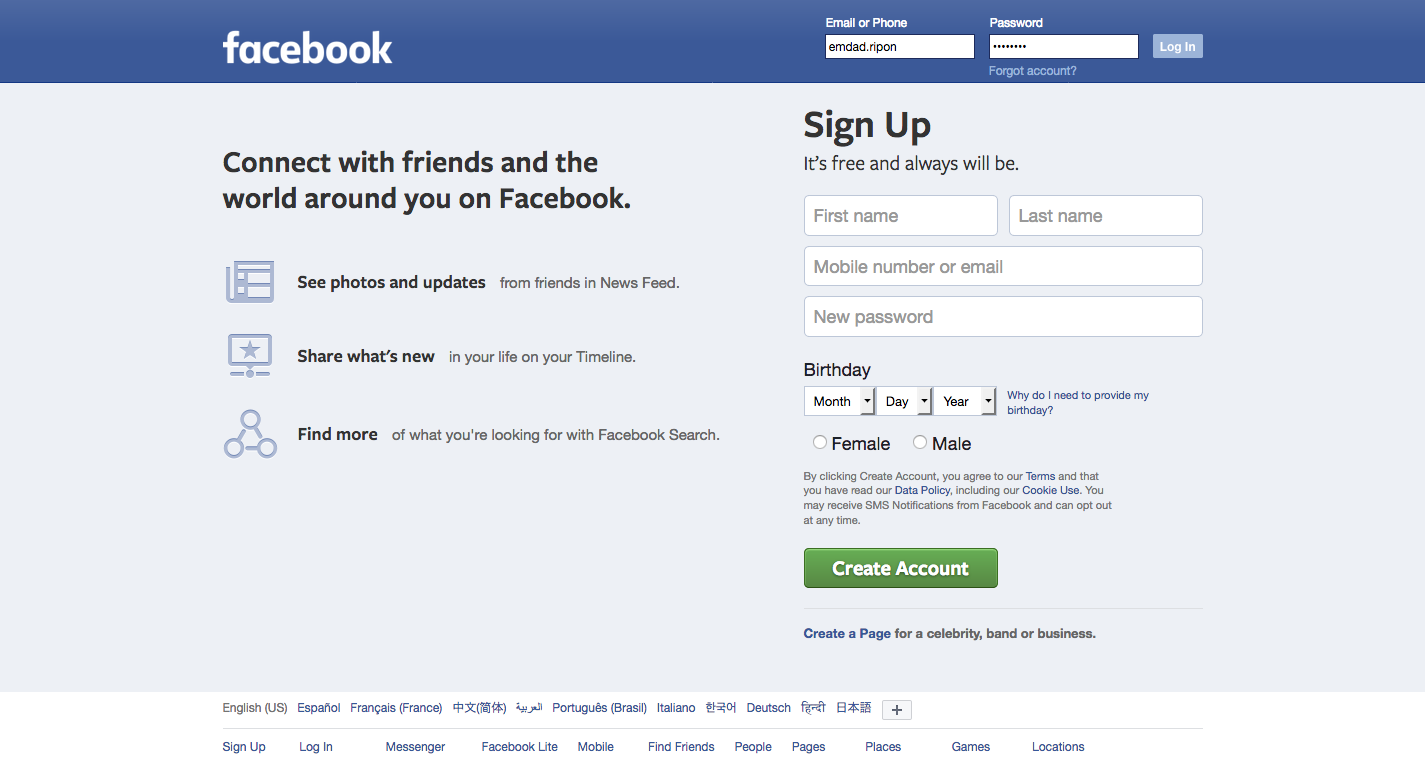 facebook
Email or Phone
Password
emdad.ripon
••••••••
Log In
Forgot account?
Connect with friends and the
world around you on Facebook.
See photos and updates from friends in News Feed.
Share what's new in your life on your Timeline.
Find more of what you're looking for with Facebook Search.
Sign Up
It's free and always will be.
First name
Last name
Mobile number or email
New password
Birthday
Month
Day
Year
Why do I need to provide my
birthday?
Female
Male
By clicking Create Account, you agree to our Terms and that
you have read our Data Policy, including our Cookie Use. You
may receive SMS Notifications from Facebook and can opt out
at any time.
Create Account
Create a Page for a celebrity, band or business.
English (US) Español Français (France) 中文(简体) العربية Português (Brasil) Italiano 한국어 Deutsch हिन्दी 日本語 +
Sign Up Log In Messenger Facebook Lite Mobile Find Friends People Pages Places Games Locations